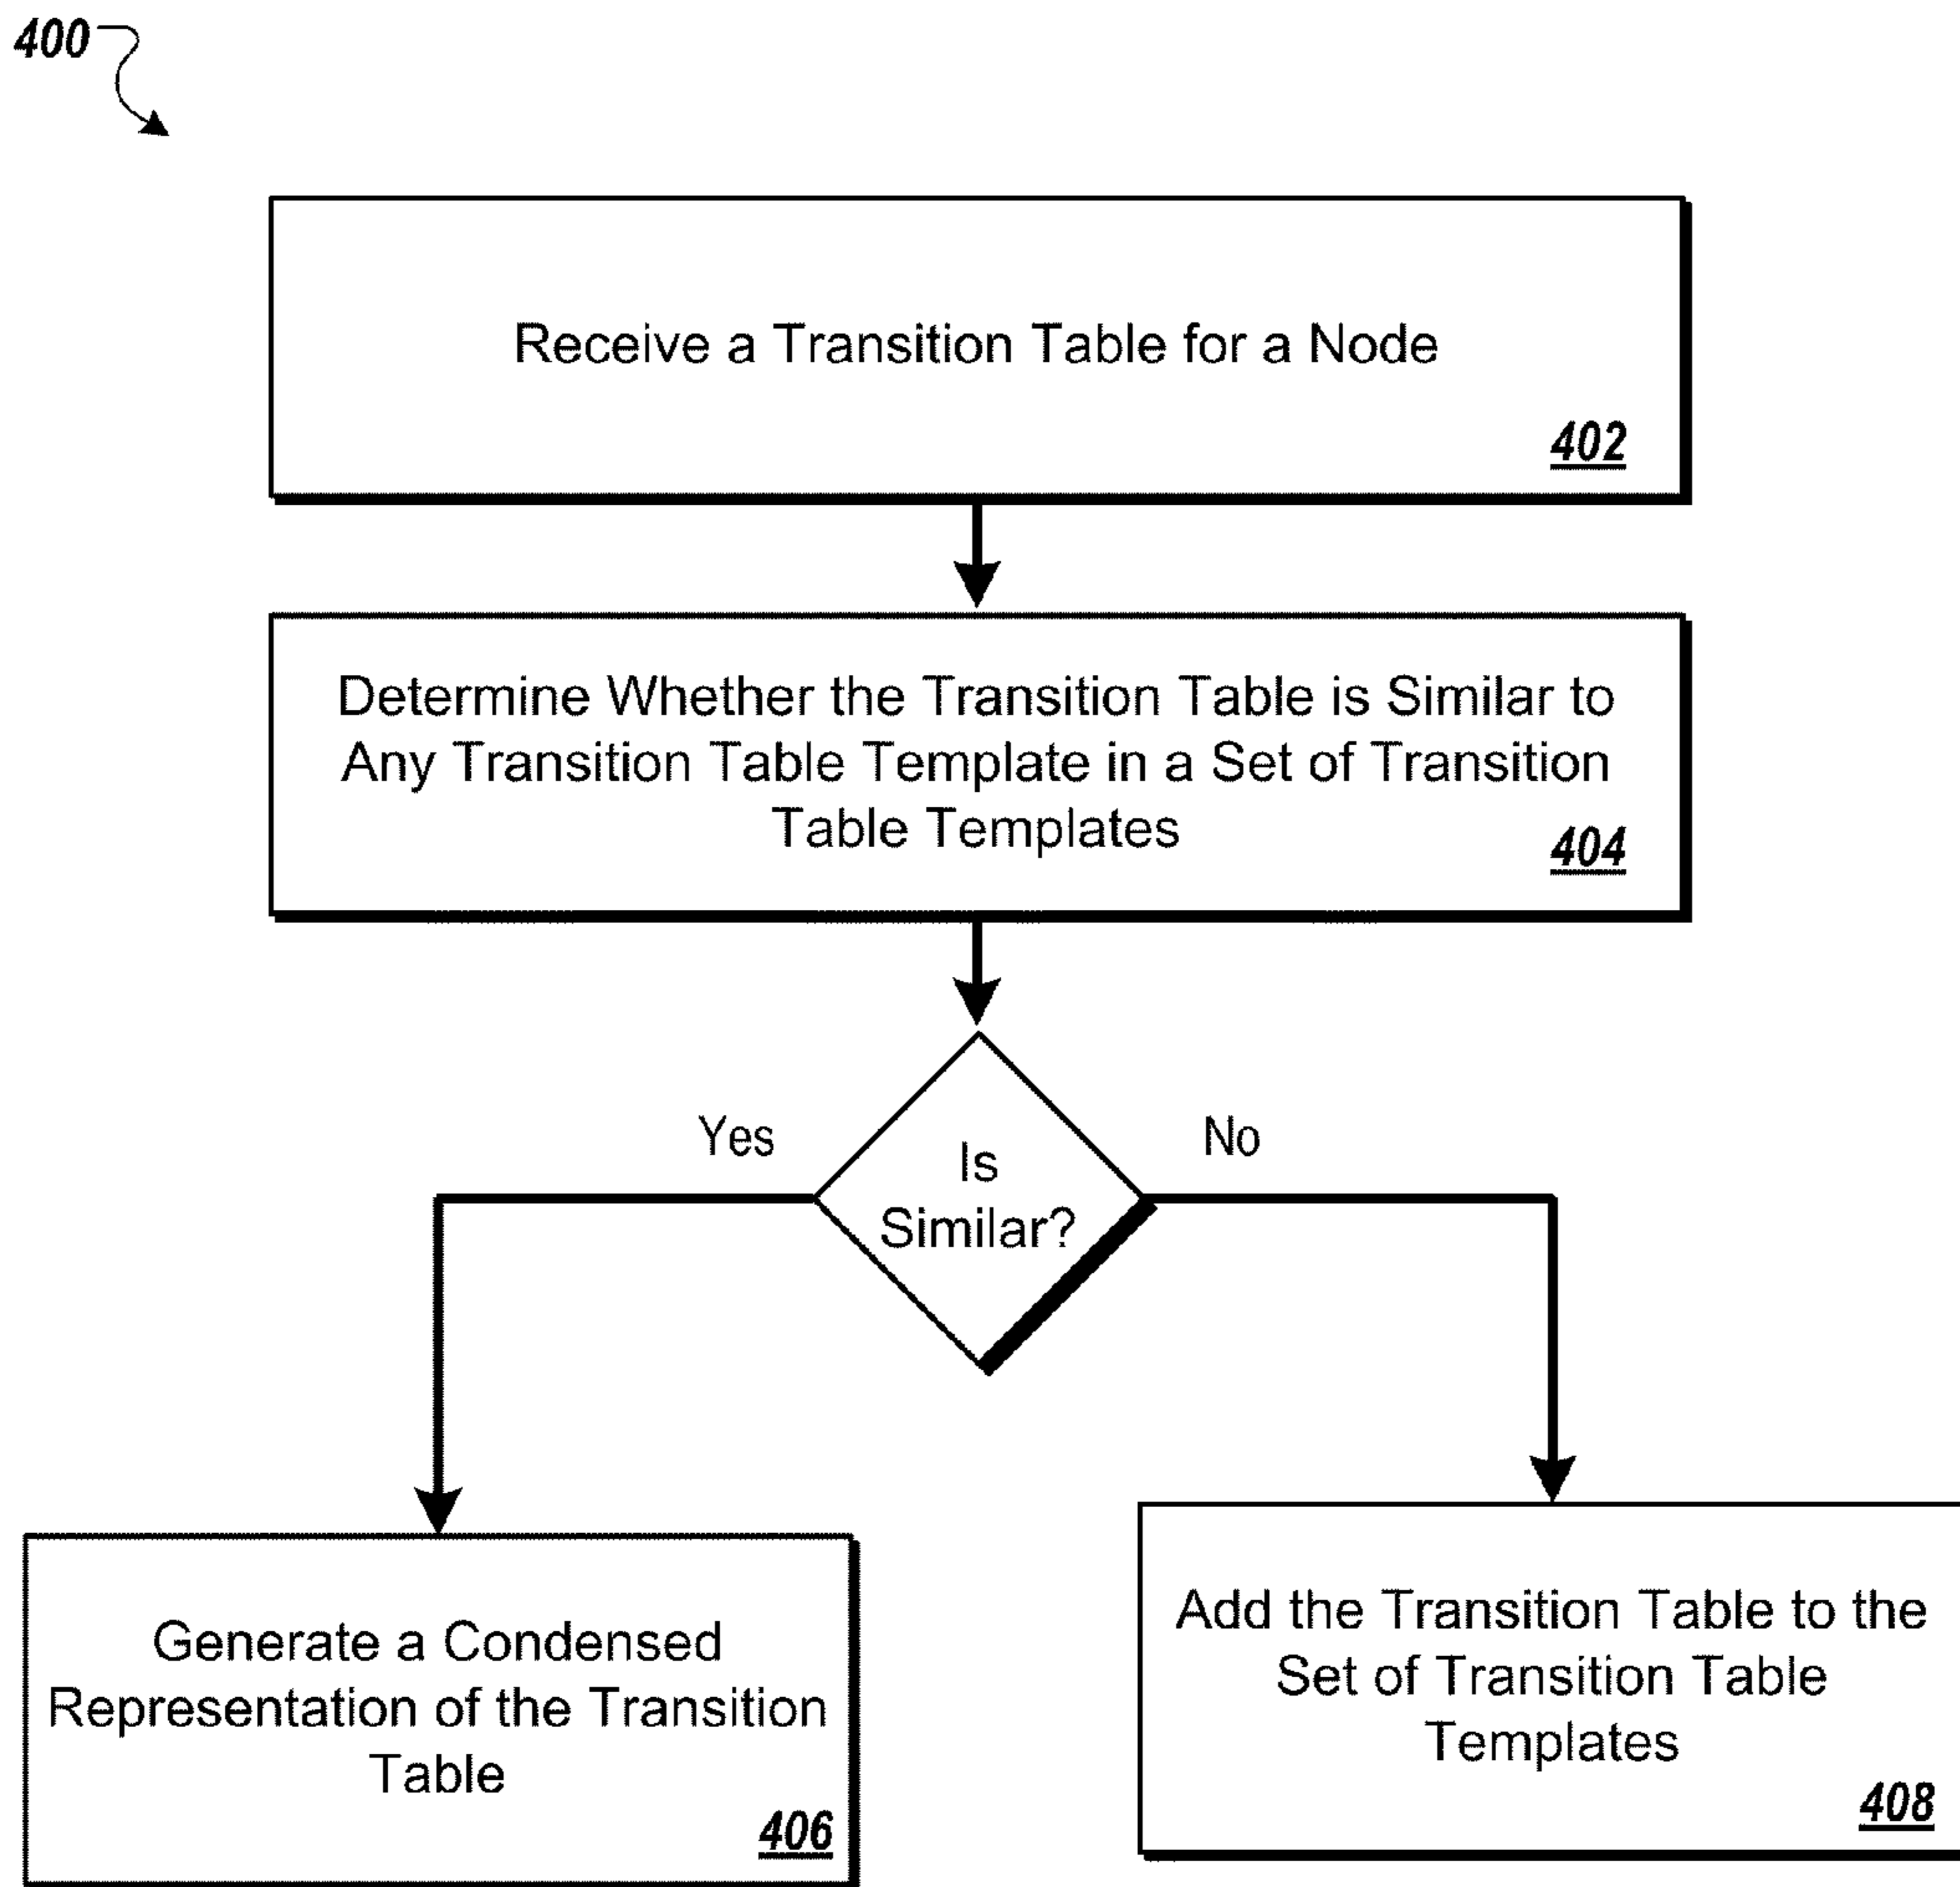 400
Receive a Transition Table for a Node
402
Determine Whether the Transition Table is Similar to
Any Transition Table Template in a Set of Transition
Table Templates
404
Yes
No
Is
Similar?
Generate a Condensed
Representation of the Transition
Table
406
Add the Transition Table to the
Set of Transition Table
Templates
408